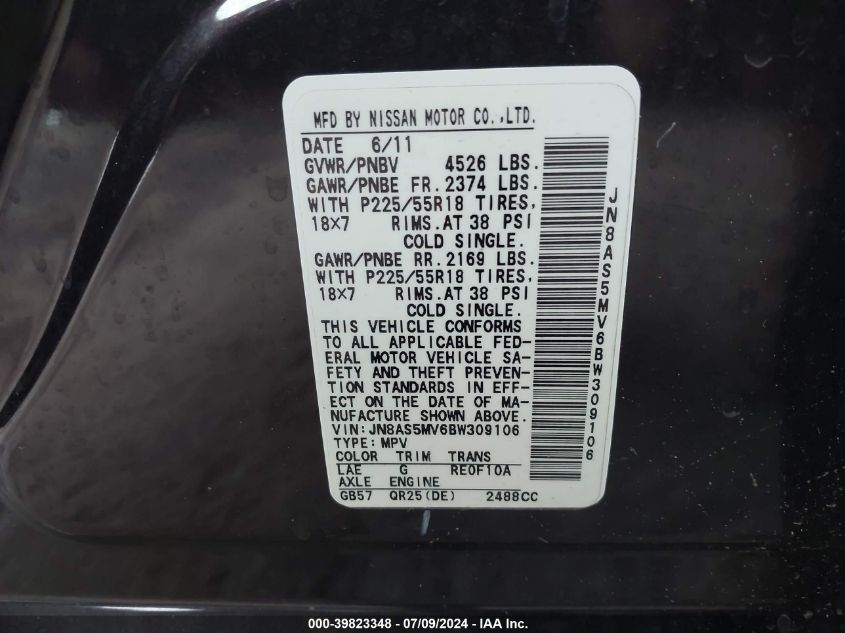 MFD BY NISSAN MOTOR CO.,LTD.
DATE 6/11
GVWR/PNBV 4526 LBS.
GAWR/PNBE FR. 2374 LBS.
WITH P225/55R18 TIRES,
18X7 RIMS.AT 38 PSI
COLD SINGLE.
GAWR/PNBE RR. 2169 LBS.
WITH P225/55R18 TIRES,
18X7 RIMS.AT 38 PSI
COLD SINGLE.
THIS VEHICLE CONFORMS
TO ALL APPLICABLE FED-
ERAL MOTOR VEHICLE SA-
FETY AND THEFT PREVEN-
TION STANDARDS IN EFF-
ECT ON THE DATE OF MA-
NUFACTURE SHOWN ABOVE.
VIN:JN8AS5MV6BW309106
TYPE:MPV
COLOR TRIM TRANS
LAE G RE0F10A
AXLE ENGINE
GB57 QR25(DE) 2488CC
JN8AS5MV6BW309106
000-39823348 - 07/09/2024 - IAA Inc.